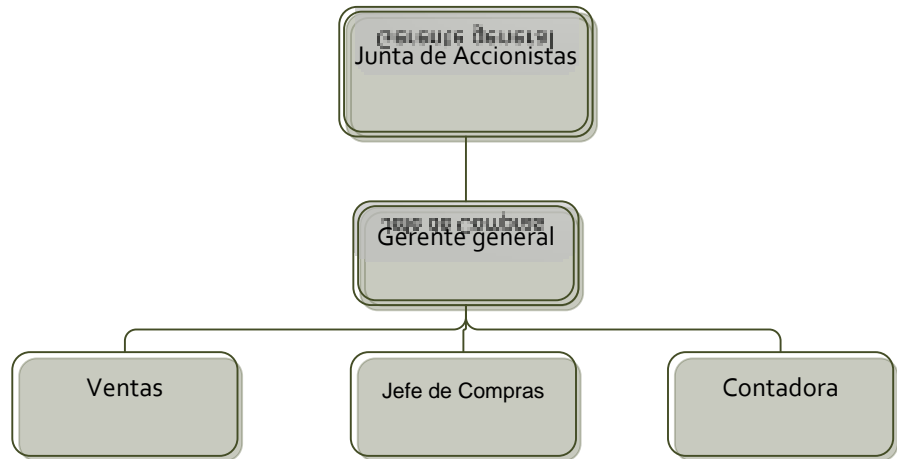 Junta de Accionistas
Gerente general
Ventas
Jefe de Compras
Contadora